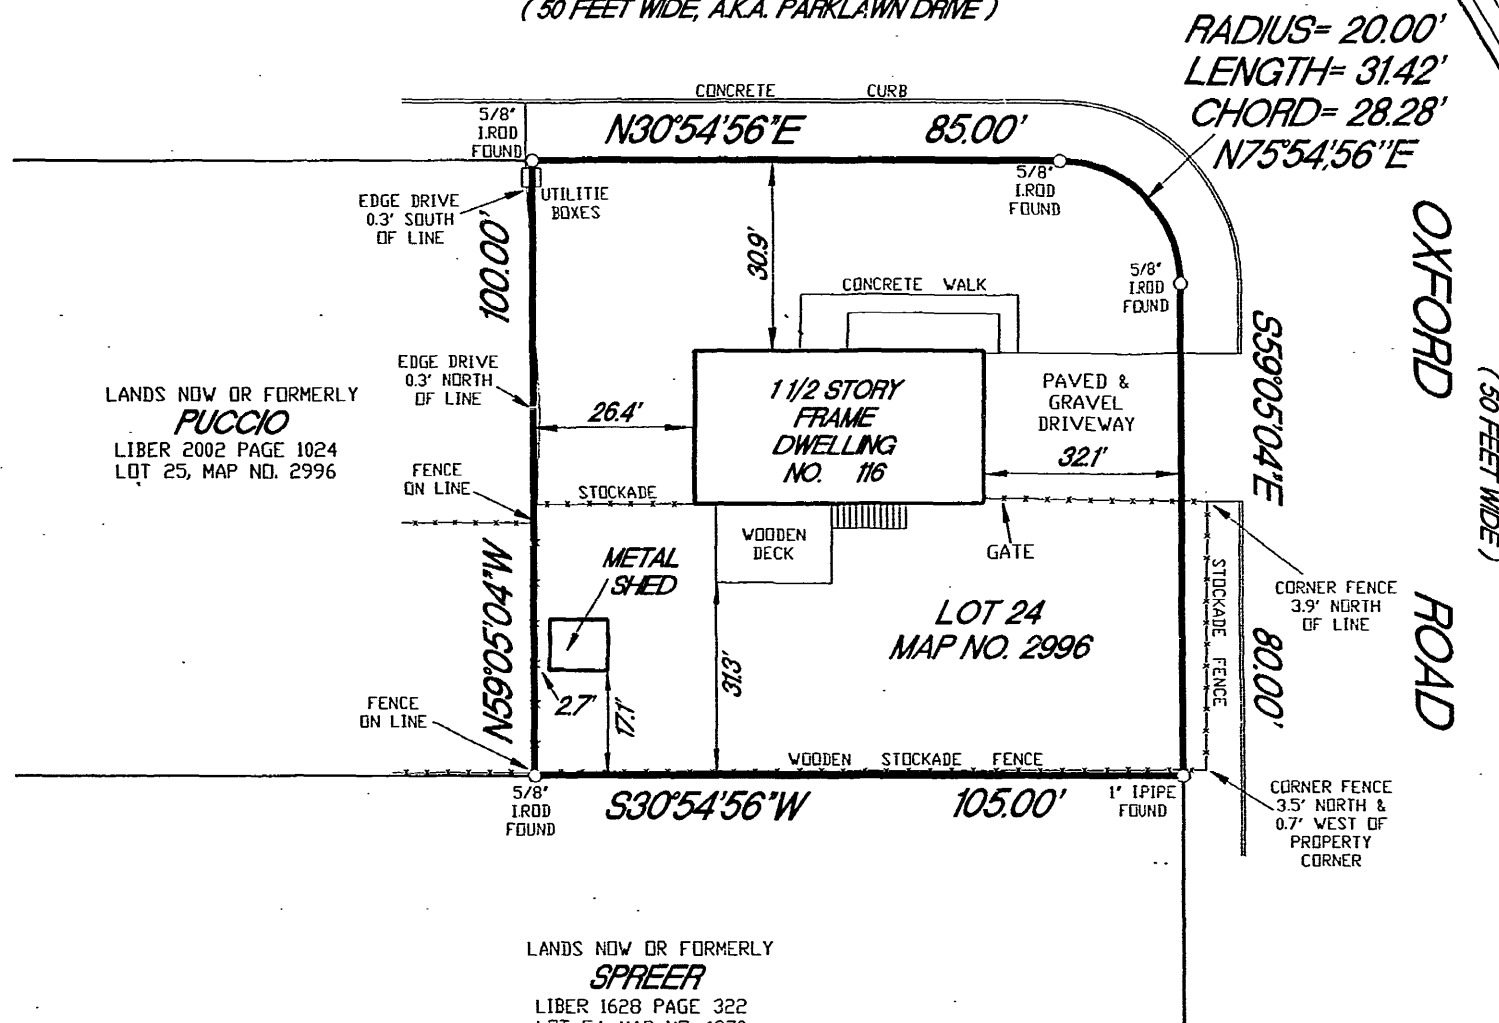 ( 50 FEET WIDE, A.K.A. PARKLAWN DRIVE )
RADIUS= 20.00'
LENGTH= 31.42'
CHORD= 28.28'
N75°54'56"E
CONCRETE CURB
5/8"
I.ROD
FOUND
N30°54'56"E 85.00'
5/8"
I.ROD
FOUND
EDGE DRIVE
0.3' SOUTH
OF LINE
UTILITIE
BOXES
100.00'
30.9'
5/8"
I.ROD
FOUND
CONCRETE WALK
OXFORD
ROAD
( 50 FEET WIDE )
S59°05'04"E
80.00'
EDGE DRIVE
0.3' NORTH
OF LINE
LANDS NOW OR FORMERLY
PUCCIO
LIBER 2002 PAGE 1024
LOT 25, MAP NO. 2996
26.4'
1 1/2 STORY
FRAME
DWELLING
NO. 116
PAVED &
GRAVEL
DRIVEWAY
32.1'
FENCE
ON LINE
STOCKADE
WOODEN
DECK
GATE
METAL
SHED
N59°05'04"W
LOT 24
MAP NO. 2996
STOCKADE FENCE
CORNER FENCE
3.9' NORTH
OF LINE
2.7'
17.1'
31.3'
FENCE
ON LINE
WOODEN STOCKADE FENCE
5/8"
I.ROD
FOUND
S30°54'56"W 105.00'
1" I.PIPE
FOUND
CORNER FENCE
3.5' NORTH &
0.7' WEST OF
PROPERTY
CORNER
LANDS NOW OR FORMERLY
SPREER
LIBER 1628 PAGE 322